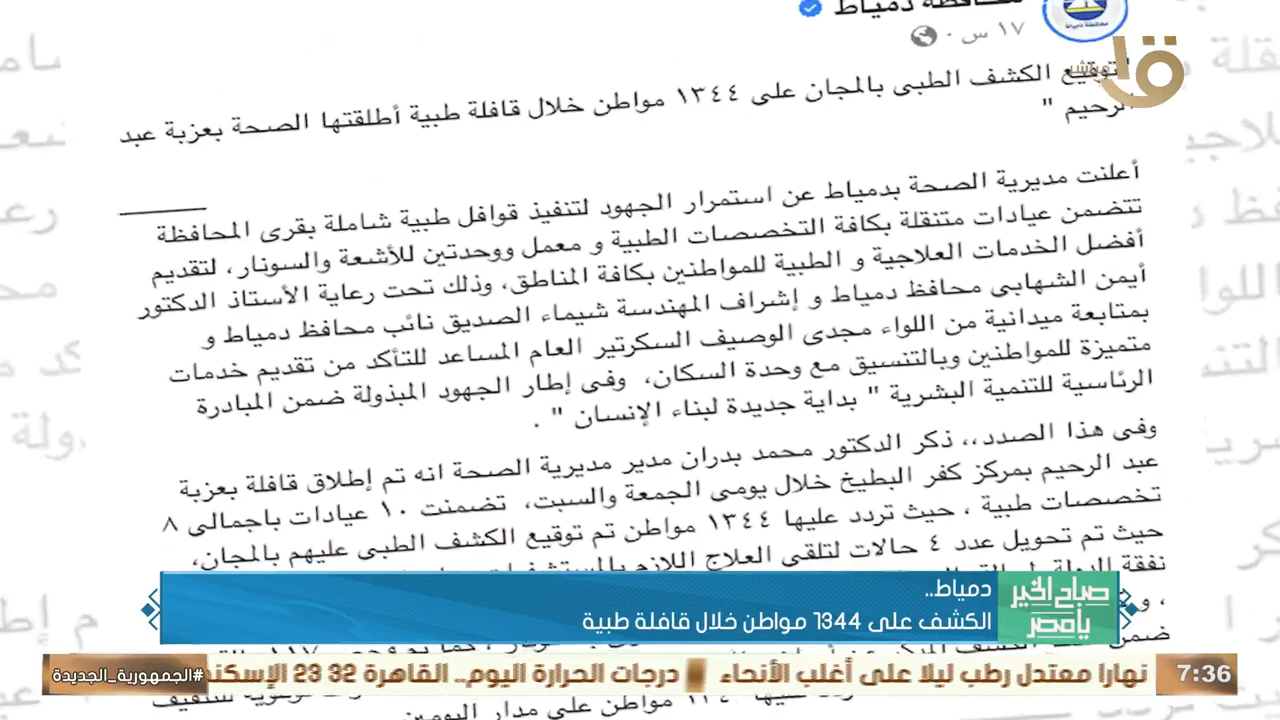 محافظة دمياط
١٧ س ·
"توقيع الكشف الطبى بالمجان على ١٣٤٤ مواطن خلال قافلة طبية أطلقتها الصحة بعزبة عبد
الرحيم "
أعلنت مديرية الصحة بدمياط عن استمرار الجهود لتنفيذ قوافل طبية شاملة بقرى المحافظة
تتضمن عيادات متنقلة بكافة التخصصات الطبية و معمل ووحدتين للأشعة والسونار، لتقديم
أفضل الخدمات العلاجية و الطبية للمواطنين بكافة المناطق، وذلك تحت رعاية الأستاذ الدكتور
أيمن الشهابى محافظ دمياط و إشراف المهندسة شيماء الصديق نائب محافظ دمياط و
بمتابعة ميدانية من اللواء مجدى الوصيف السكرتير العام المساعد للتأكد من تقديم خدمات
متميزة للمواطنين وبالتنسيق مع وحدة السكان، وفى إطار الجهود المبذولة ضمن المبادرة
الرئاسية للتنمية البشرية " بداية جديدة لبناء الإنسان " .
وفى هذا الصدد،، ذكر الدكتور محمد بدران مدير مديرية الصحة انه تم إطلاق قافلة بعزبة
عبد الرحيم بمركز كفر البطيخ خلال يومى الجمعة والسبت، تضمنت ١٠ عيادات باجمالى ٨
تخصصات طبية ، حيث تردد عليها ١٣٤٤ مواطن تم توقيع الكشف الطبى عليهم بالمجان،
حيث تم تحويل عدد ٤ حالات لتلقى العلاج اللازم بالمستشفيات
نفقة الدولة
صباح الخير
يا مصر
دمياط..
الكشف على 1344 مواطن خلال قافلة طبية
مواطن على مدار اليومين
7:36
نهارا معتدل رطب ليلا على أغلب الأنحاء
درجات الحرارة اليوم.. القاهرة 32 23 الإسكند
#الجمهورية_الجديدة
مباشر